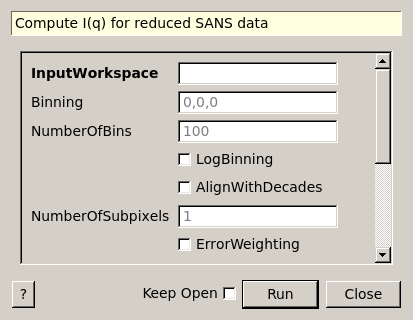 Compute I(q) for reduced SANS data
InputWorkspace
Binning 0,0,0
NumberOfBins 100
LogBinning
AlignWithDecades
NumberOfSubpixels 1
ErrorWeighting
? Keep Open Run Close